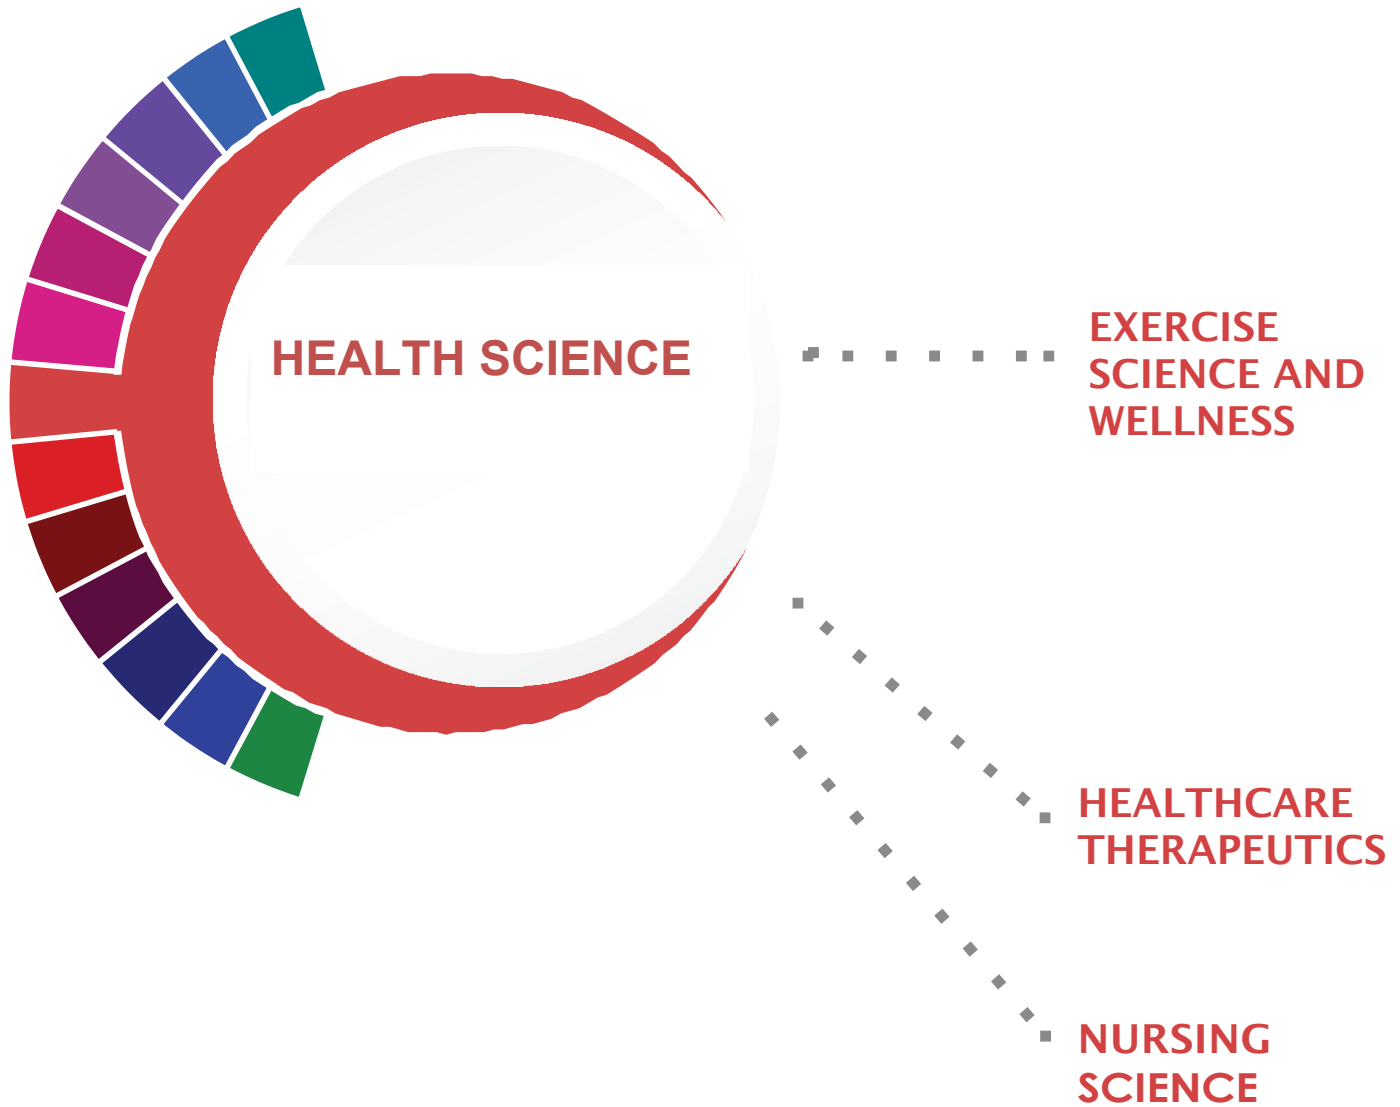 HEALTH SCIENCE
EXERCISE
SCIENCE AND
WELLNESS
HEALTHCARE
THERAPEUTICS
NURSING
SCIENCE